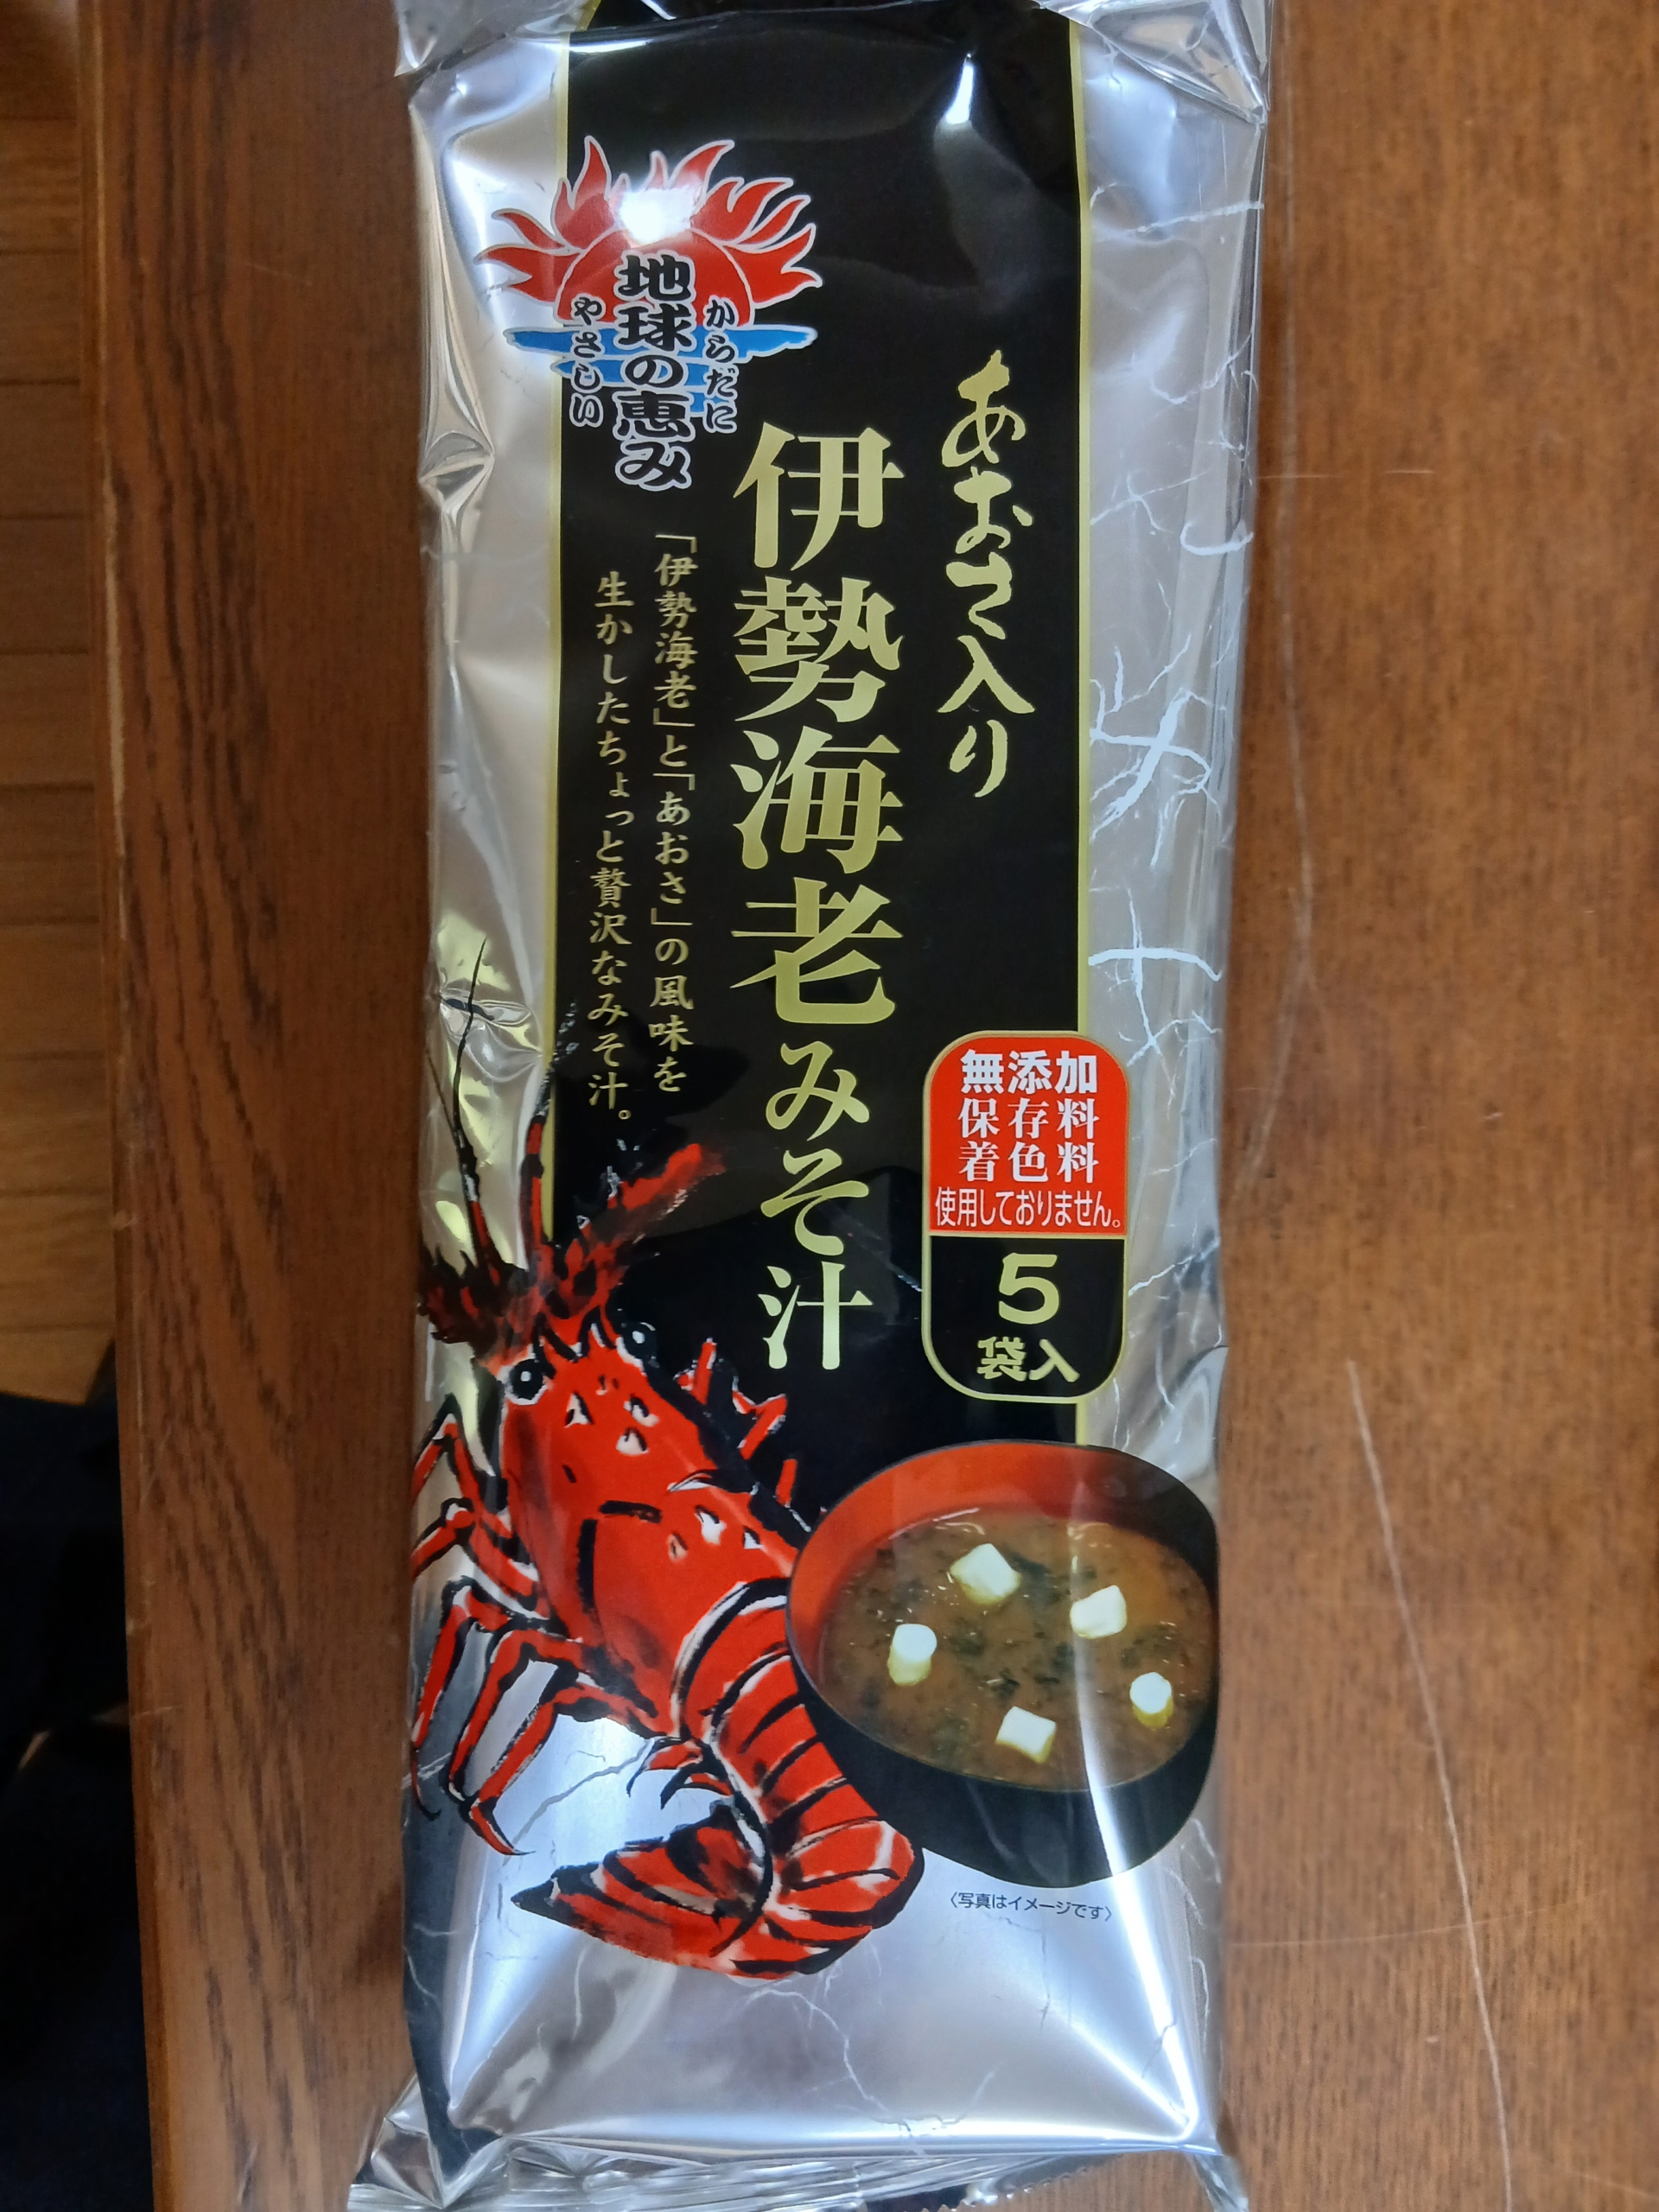 からだに
地球の恵み
やさしい
あおさ入り
伊勢海老みそ汁
「伊勢海老」と「あおさ」の風味を
生かしたちょっと贅沢なみそ汁。
無添加
保存料
着色料
使用しておりません。
5
袋入
〈写真はイメージです〉